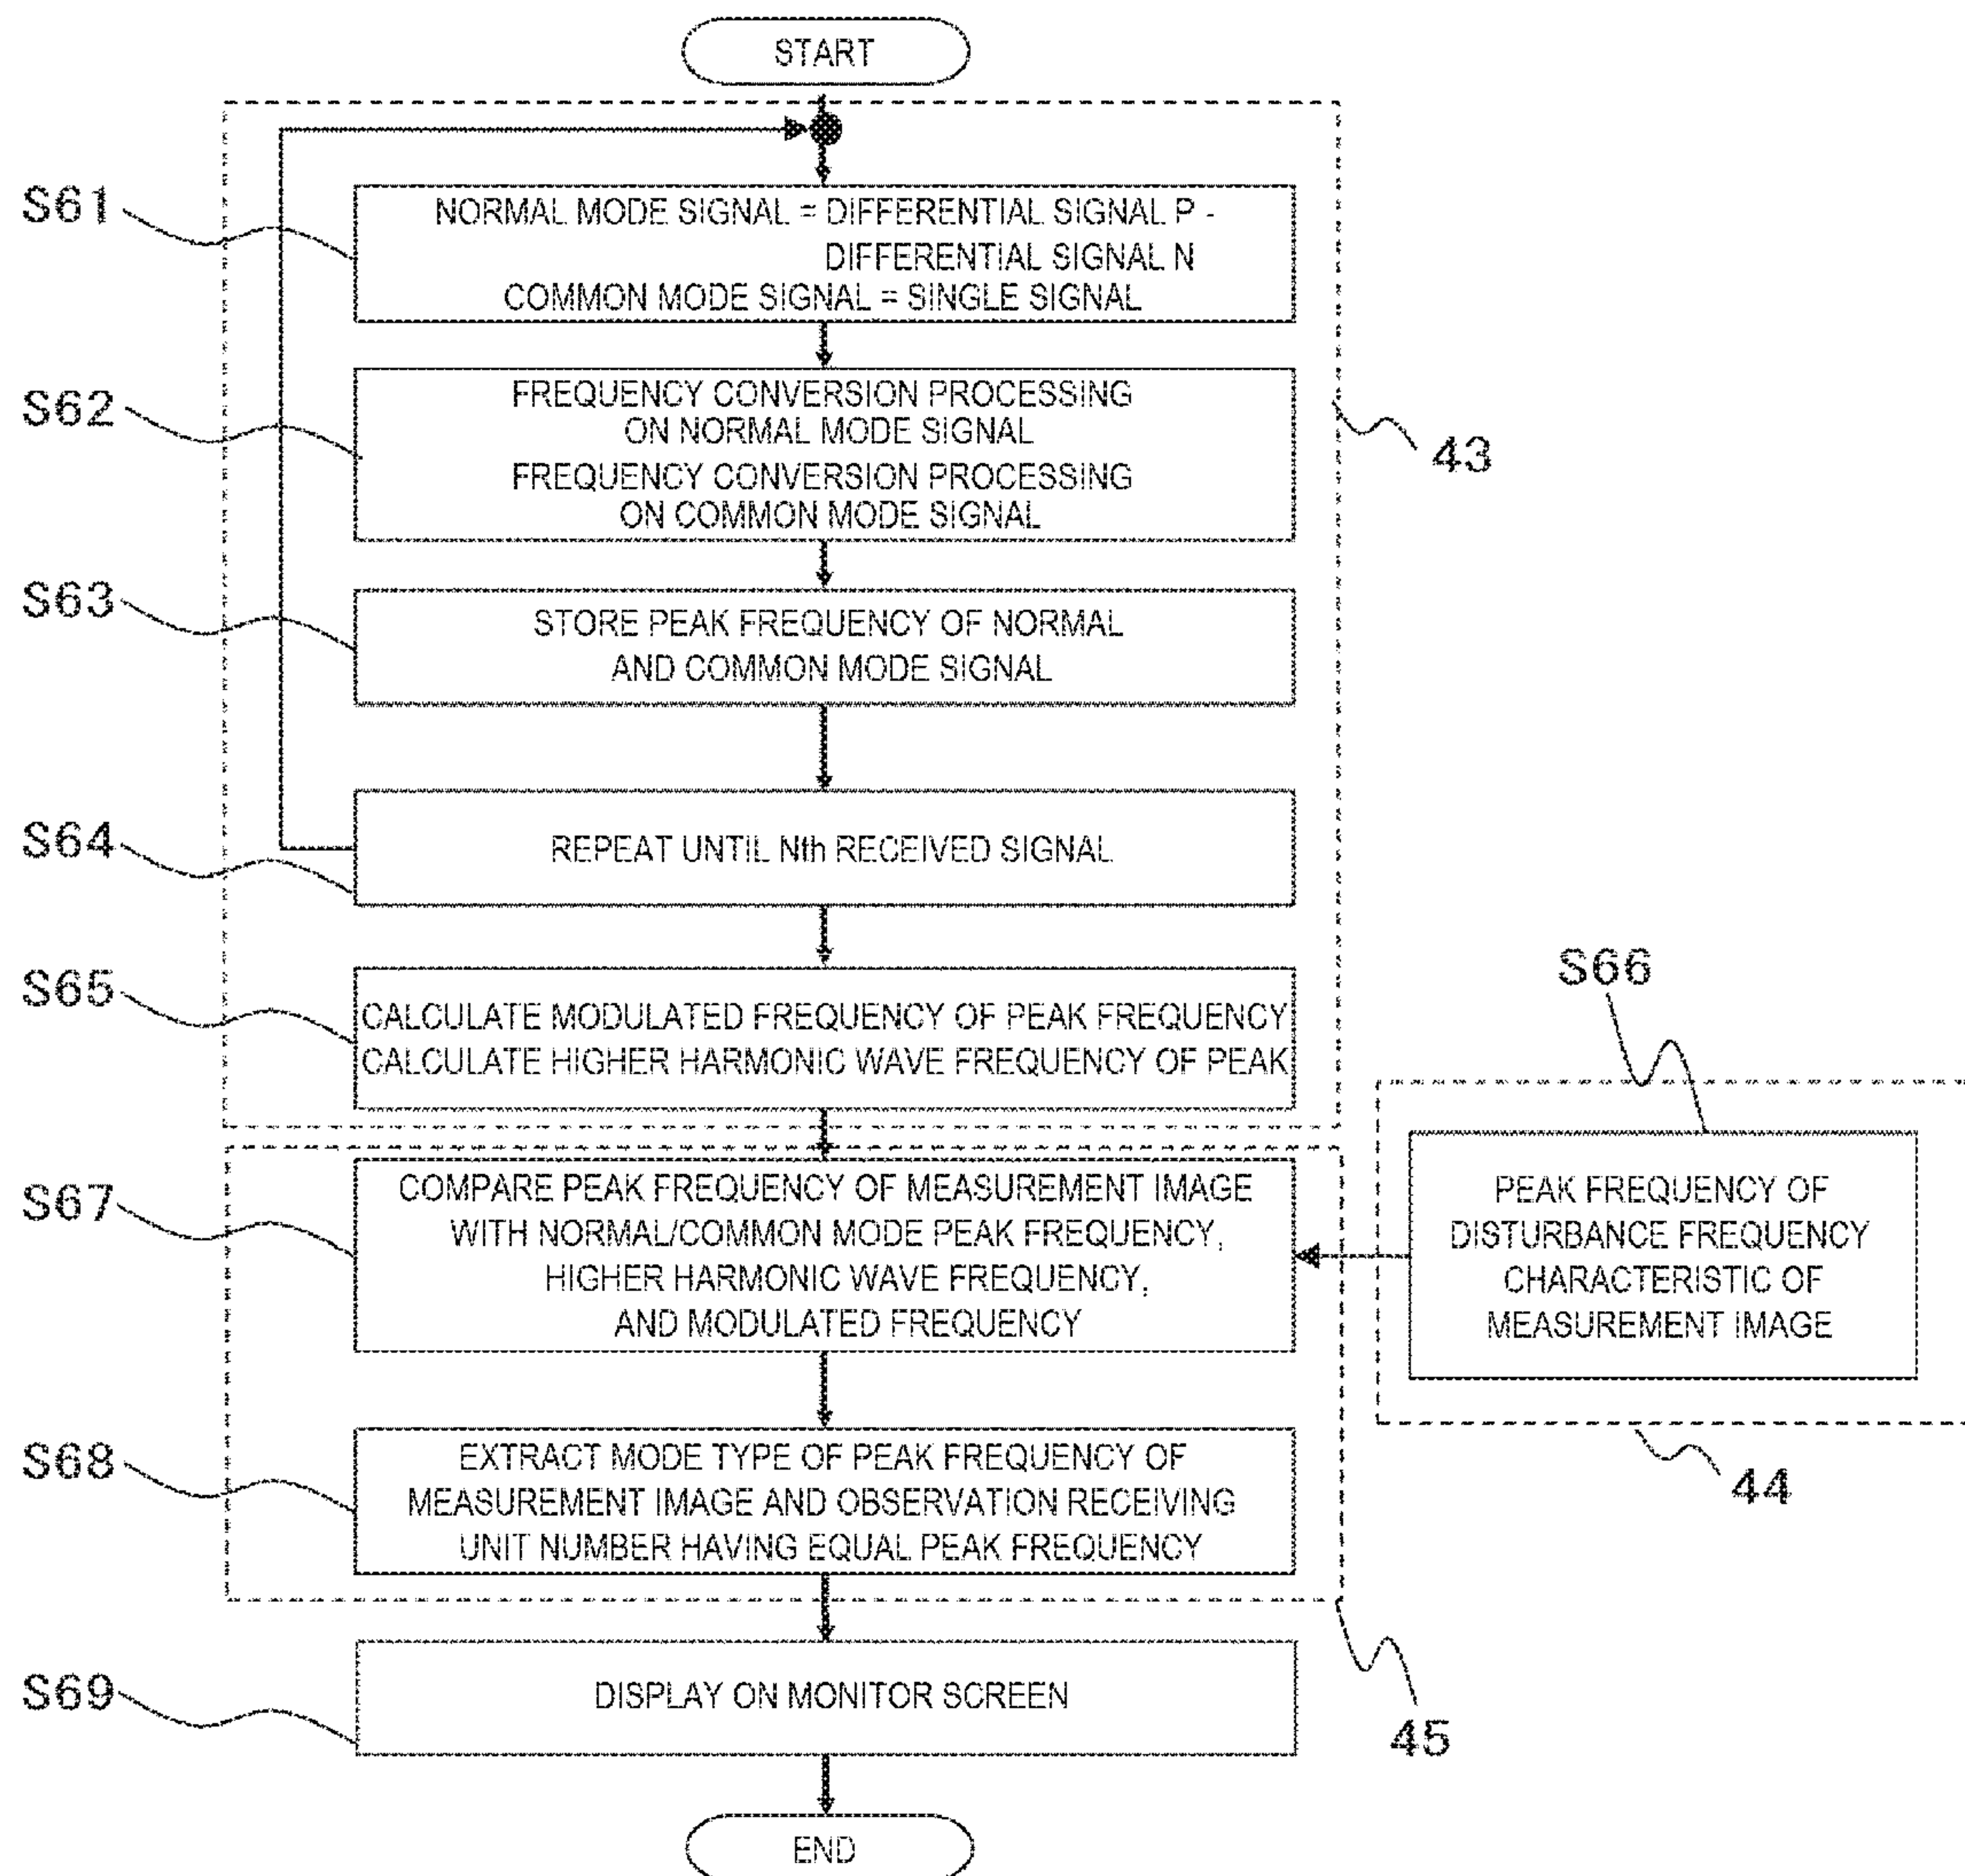 START
S61
NORMAL MODE SIGNAL = DIFFERENTIAL SIGNAL P -
DIFFERENTIAL SIGNAL N
COMMON MODE SIGNAL = SINGLE SIGNAL
S62
FREQUENCY CONVERSION PROCESSING
ON NORMAL MODE SIGNAL
FREQUENCY CONVERSION PROCESSING
ON COMMON MODE SIGNAL
43
S63
STORE PEAK FREQUENCY OF NORMAL
AND COMMON MODE SIGNAL
S64
REPEAT UNTIL Nth RECEIVED SIGNAL
S65
CALCULATE MODULATED FREQUENCY OF PEAK FREQUENCY
CALCULATE HIGHER HARMONIC WAVE FREQUENCY OF PEAK
S66
PEAK FREQUENCY OF
DISTURBANCE FREQUENCY
CHARACTERISTIC OF
MEASUREMENT IMAGE
44
S67
COMPARE PEAK FREQUENCY OF MEASUREMENT IMAGE
WITH NORMAL/COMMON MODE PEAK FREQUENCY,
HIGHER HARMONIC WAVE FREQUENCY,
AND MODULATED FREQUENCY
S68
EXTRACT MODE TYPE OF PEAK FREQUENCY OF
MEASUREMENT IMAGE AND OBSERVATION RECEIVING
UNIT NUMBER HAVING EQUAL PEAK FREQUENCY
45
S69
DISPLAY ON MONITOR SCREEN
END